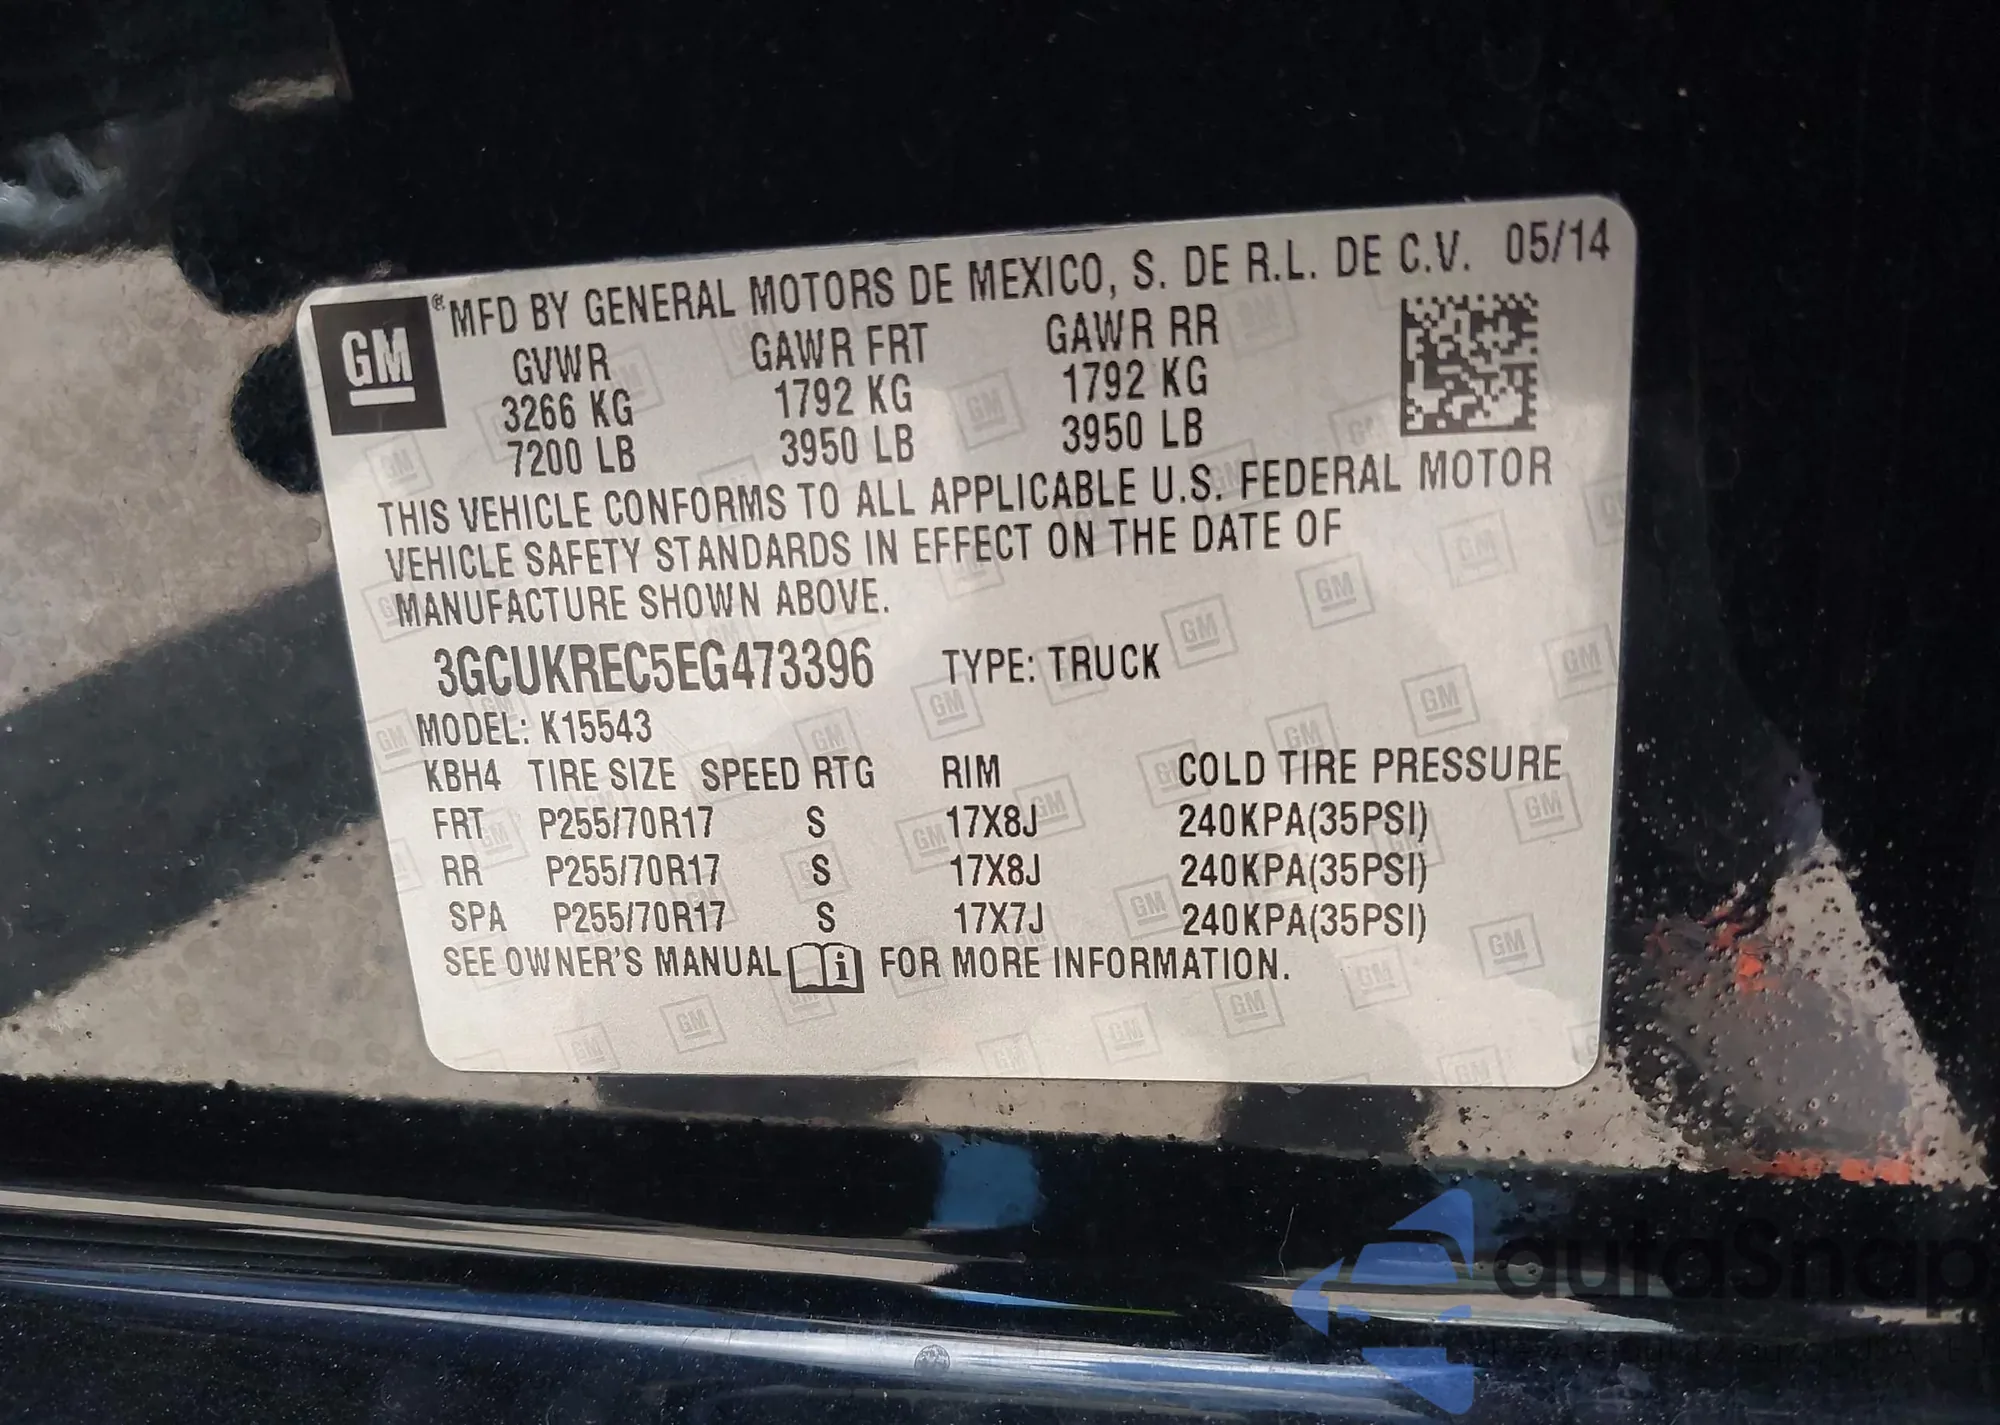 GM
® MFD BY GENERAL MOTORS DE MEXICO, S. DE R.L. DE C.V. 05/14
GVWR GAWR FRT GAWR RR
3266 KG 1792 KG 1792 KG
7200 LB 3950 LB 3950 LB
THIS VEHICLE CONFORMS TO ALL APPLICABLE U.S. FEDERAL MOTOR
VEHICLE SAFETY STANDARDS IN EFFECT ON THE DATE OF
MANUFACTURE SHOWN ABOVE.
3GCUKREC5EG473396 TYPE: TRUCK
MODEL: K15543
KBH4 TIRE SIZE SPEED RTG RIM COLD TIRE PRESSURE
FRT P255/70R17 S 17X8J 240KPA(35PSI)
RR P255/70R17 S 17X8J 240KPA(35PSI)
SPA P255/70R17 S 17X7J 240KPA(35PSI)
SEE OWNER'S MANUAL i FOR MORE INFORMATION.
autaSnap